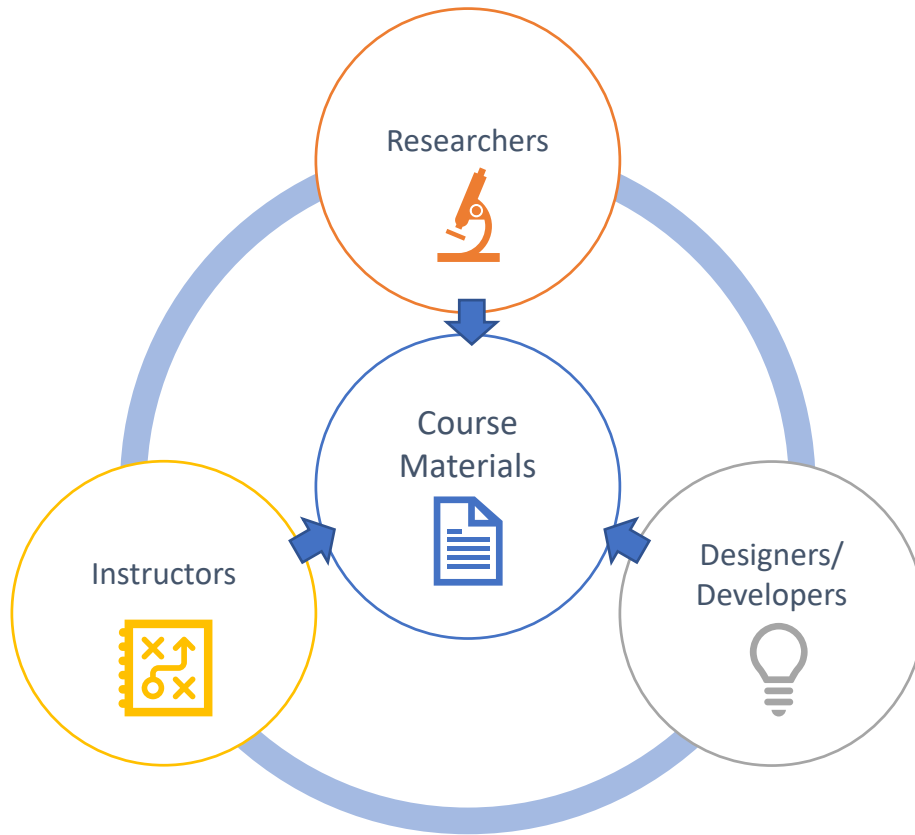 Researchers
Course
Materials
Instructors
Designers/
Developers